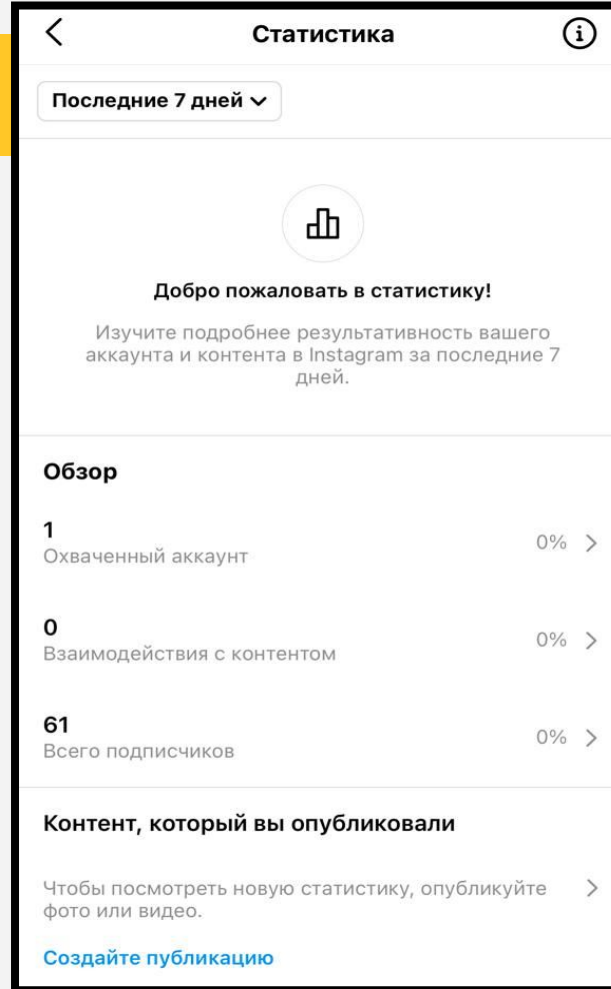 Статистика
Последние 7 дней
Добро пожаловать в статистику!
Изучите подробнее результативность вашего
аккаунта и контента в Instagram за последние 7
дней.
Обзор
1
Охваченный аккаунт
0%
0
Взаимодействия с контентом
0%
61
Всего подписчиков
0%
Контент, который вы опубликовали
Чтобы посмотреть новую статистику, опубликуйте
фото или видео.
Создайте публикацию